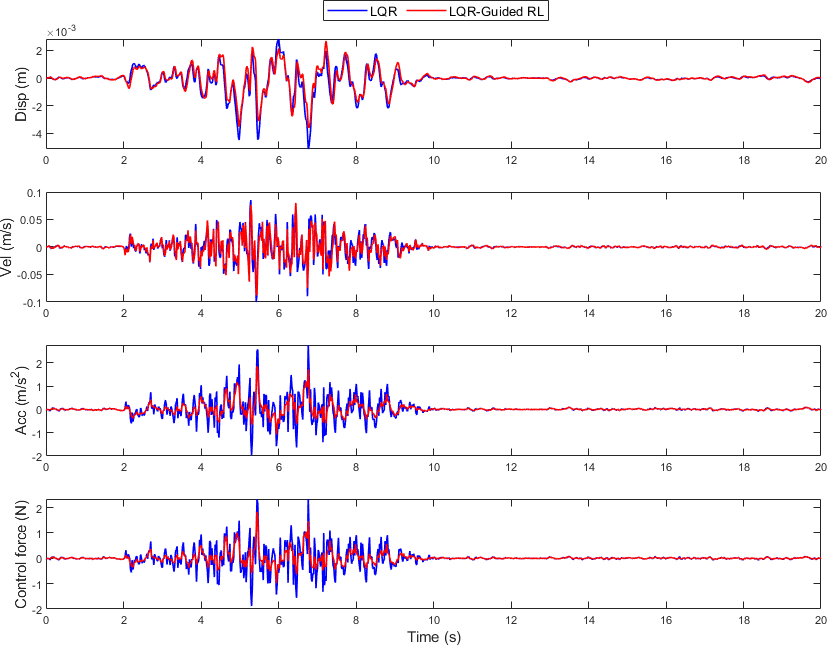 LQR LQR-Guided RL
×10⁻³
Disp (m)
2
0
-2
-4
0 2 4 6 8 10 12 14 16 18 20
Vel (m/s)
0.1
0.05
0
-0.05
-0.1
0 2 4 6 8 10 12 14 16 18 20
Acc (m/s²)
2
1
0
-1
-2
0 2 4 6 8 10 12 14 16 18 20
Control force (N)
2
1
0
-1
-2
0 2 4 6 8 10 12 14 16 18 20
Time (s)